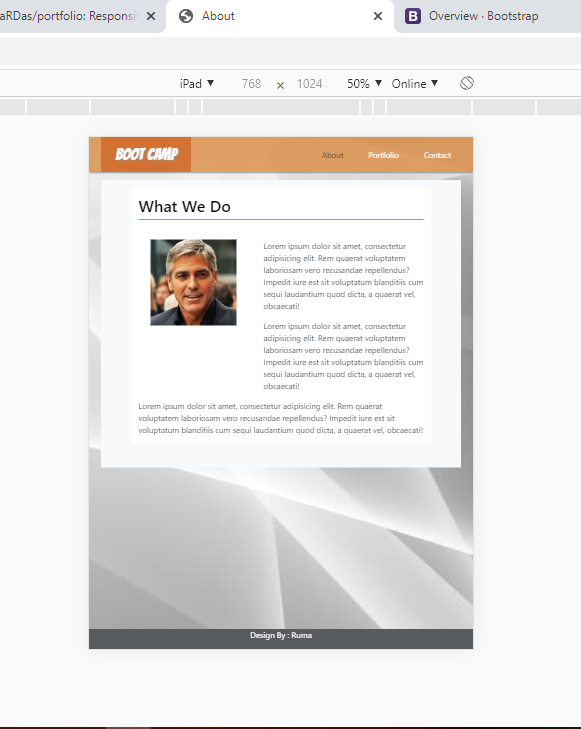 aRDas/portfolio: Responsi
About
Overview · Bootstrap
iPad ▼ 768 × 1024 50% ▼ Online ▼
BOOT CAMP
About Portfolio Contact
What We Do
Lorem ipsum dolor sit amet, consectetur
adipisicing elit. Rem quaerat voluptatem
laboriosam vero recusandae repellendus?
Impedit iure est sit voluptatum blanditiis cum
sequi laudantium quod dicta, a quaerat vel,
obcaecati!
Lorem ipsum dolor sit amet, consectetur
adipisicing elit. Rem quaerat voluptatem
laboriosam vero recusandae repellendus?
Impedit iure est sit voluptatum blanditiis cum
sequi laudantium quod dicta, a quaerat vel,
obcaecati!
Lorem ipsum dolor sit amet, consectetur adipisicing elit. Rem quaerat
voluptatem laboriosam vero recusandae repellendus? Impedit iure est sit
voluptatum blanditiis cum sequi laudantium quod dicta, a quaerat vel, obcaecati!
Design By : Ruma